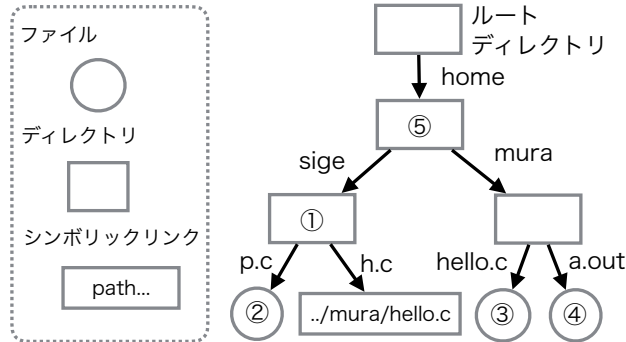 ファイル
ディレクトリ
シンボリックリンク
path...
ルート
ディレクトリ
home
⑤
sige
mura
①
p.c
h.c
hello.c
a.out
②
../mura/hello.c
③
④